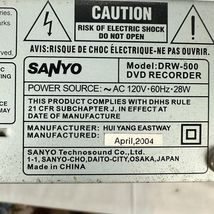 CAUTION
RISK OF ELECTRIC SHOCK
DO NOT OPEN
RISQUE DE CHOC ÉLECTRIQUE-NE PAS OUVRIR
SANYO
Model: DRW-500
DVD RECORDER
POWER SOURCE: ~ AC 120V · 60Hz · 28W
THIS PRODUCT COMPLIES WITH DHHS RULE
21 CFR SUBCHAPTER J. IN EFFECT AT
DATE OF MANUFACTURE
MANUFACTURER: HUI YANG EASTWAY
April,2004
SANYO Technosound Co., Ltd.
1-1, SANYO-CHO, DAITO-CITY, OSAKA, JAPAN
Made in CHINA